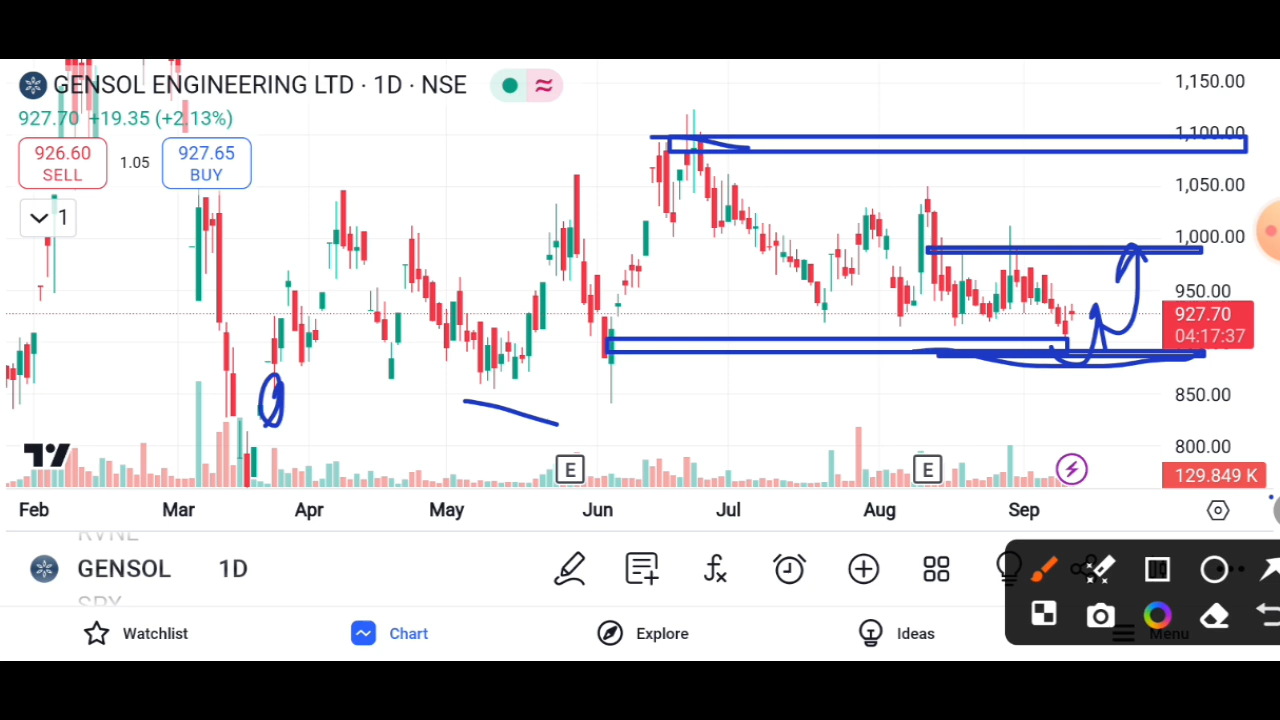 GENSOL ENGINEERING LTD · 1D · NSE
927.70 +19.35 (+2.13%)
926.60
SELL
1.05
927.65
BUY
1
1,150.00
1,100.00
1,050.00
1,000.00
950.00
927.70
04:17:37
850.00
800.00
129.849 K
E
E
Feb Mar Apr May Jun Jul Aug Sep
RVNL
GENSOL 1D
SPY
Watchlist
Chart
Explore
Ideas
Menu